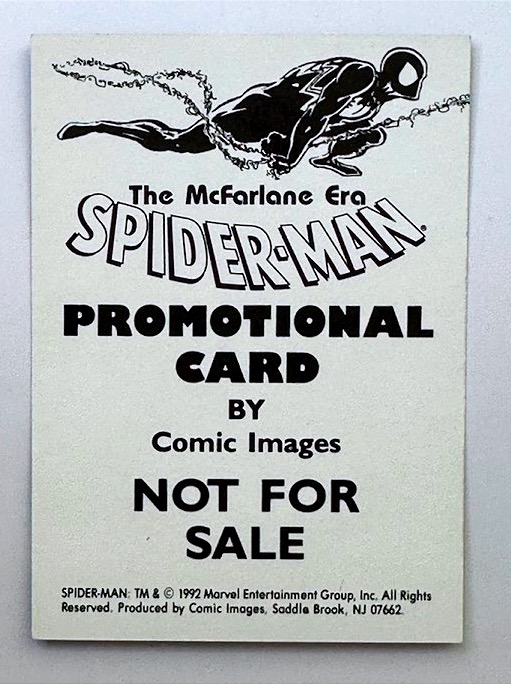 The McFarlane Era
SPIDER-MAN®
PROMOTIONAL
CARD
BY
Comic Images
NOT FOR
SALE
SPIDER-MAN: TM & © 1992 Marvel Entertainment Group, Inc. All Rights
Reserved. Produced by Comic Images, Saddle Brook, NJ 07662.